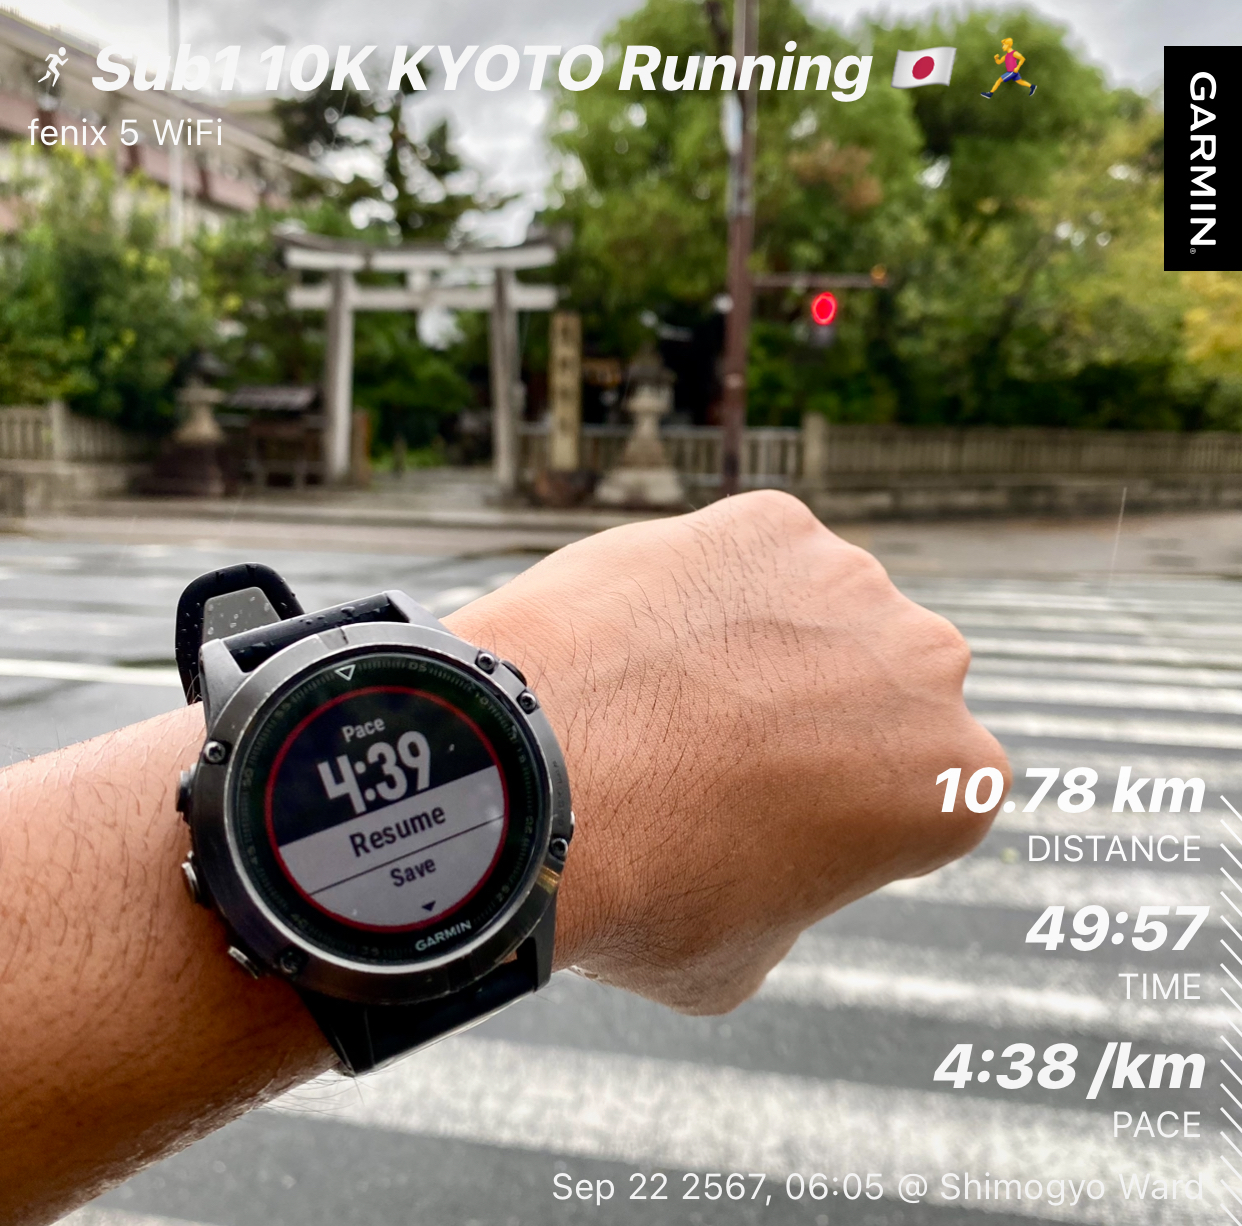 Sub1 10K KYOTO Running 🇯🇵 🏃
fenix 5 WiFi
GARMIN
Pace
4:39
Resume
Save
GARMIN
10.78 km
DISTANCE
49:57
TIME
4:38 /km
PACE
Sep 22 2567, 06:05 @ Shimogyo Ward